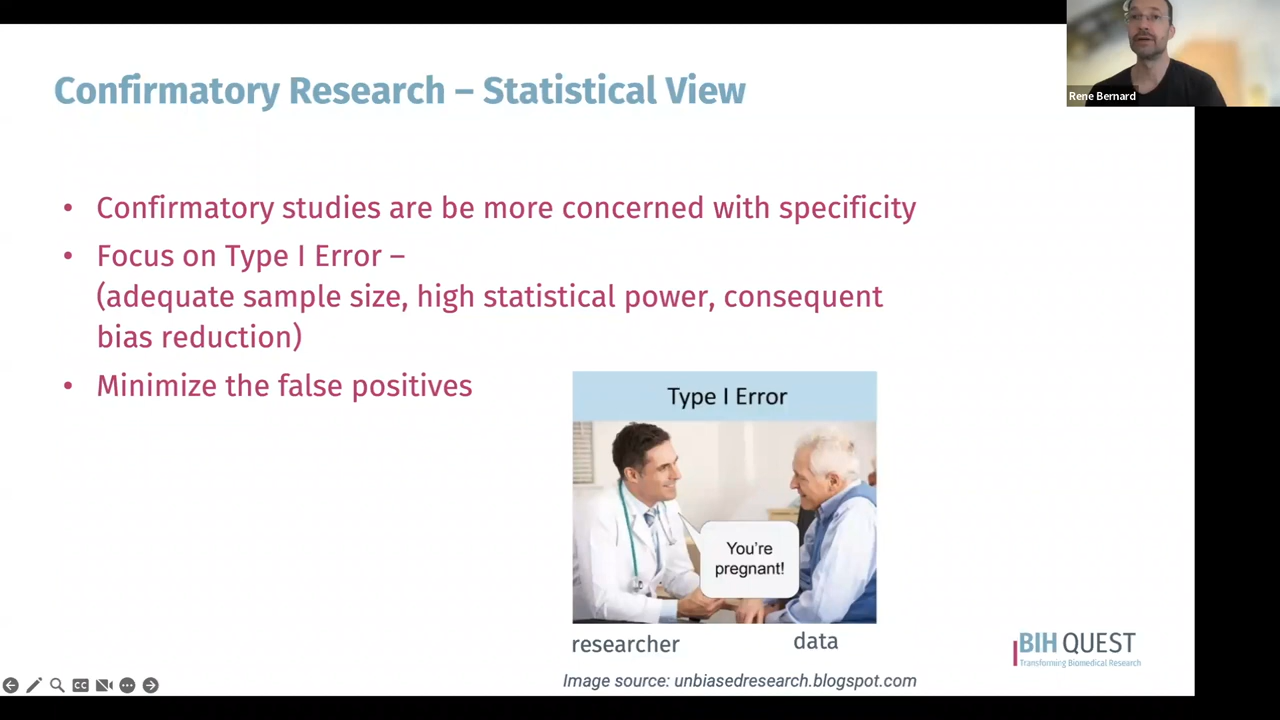 Confirmatory Research – Statistical View
Rene Bernard
• Confirmatory studies are be more concerned with specificity
• Focus on Type I Error –
(adequate sample size, high statistical power, consequent
bias reduction)
• Minimize the false positives
Type I Error
You're
pregnant!
researcher
data
Image source: unbiasedresearch.blogspot.com
BIH QUEST
Transforming Biomedical Research
CC